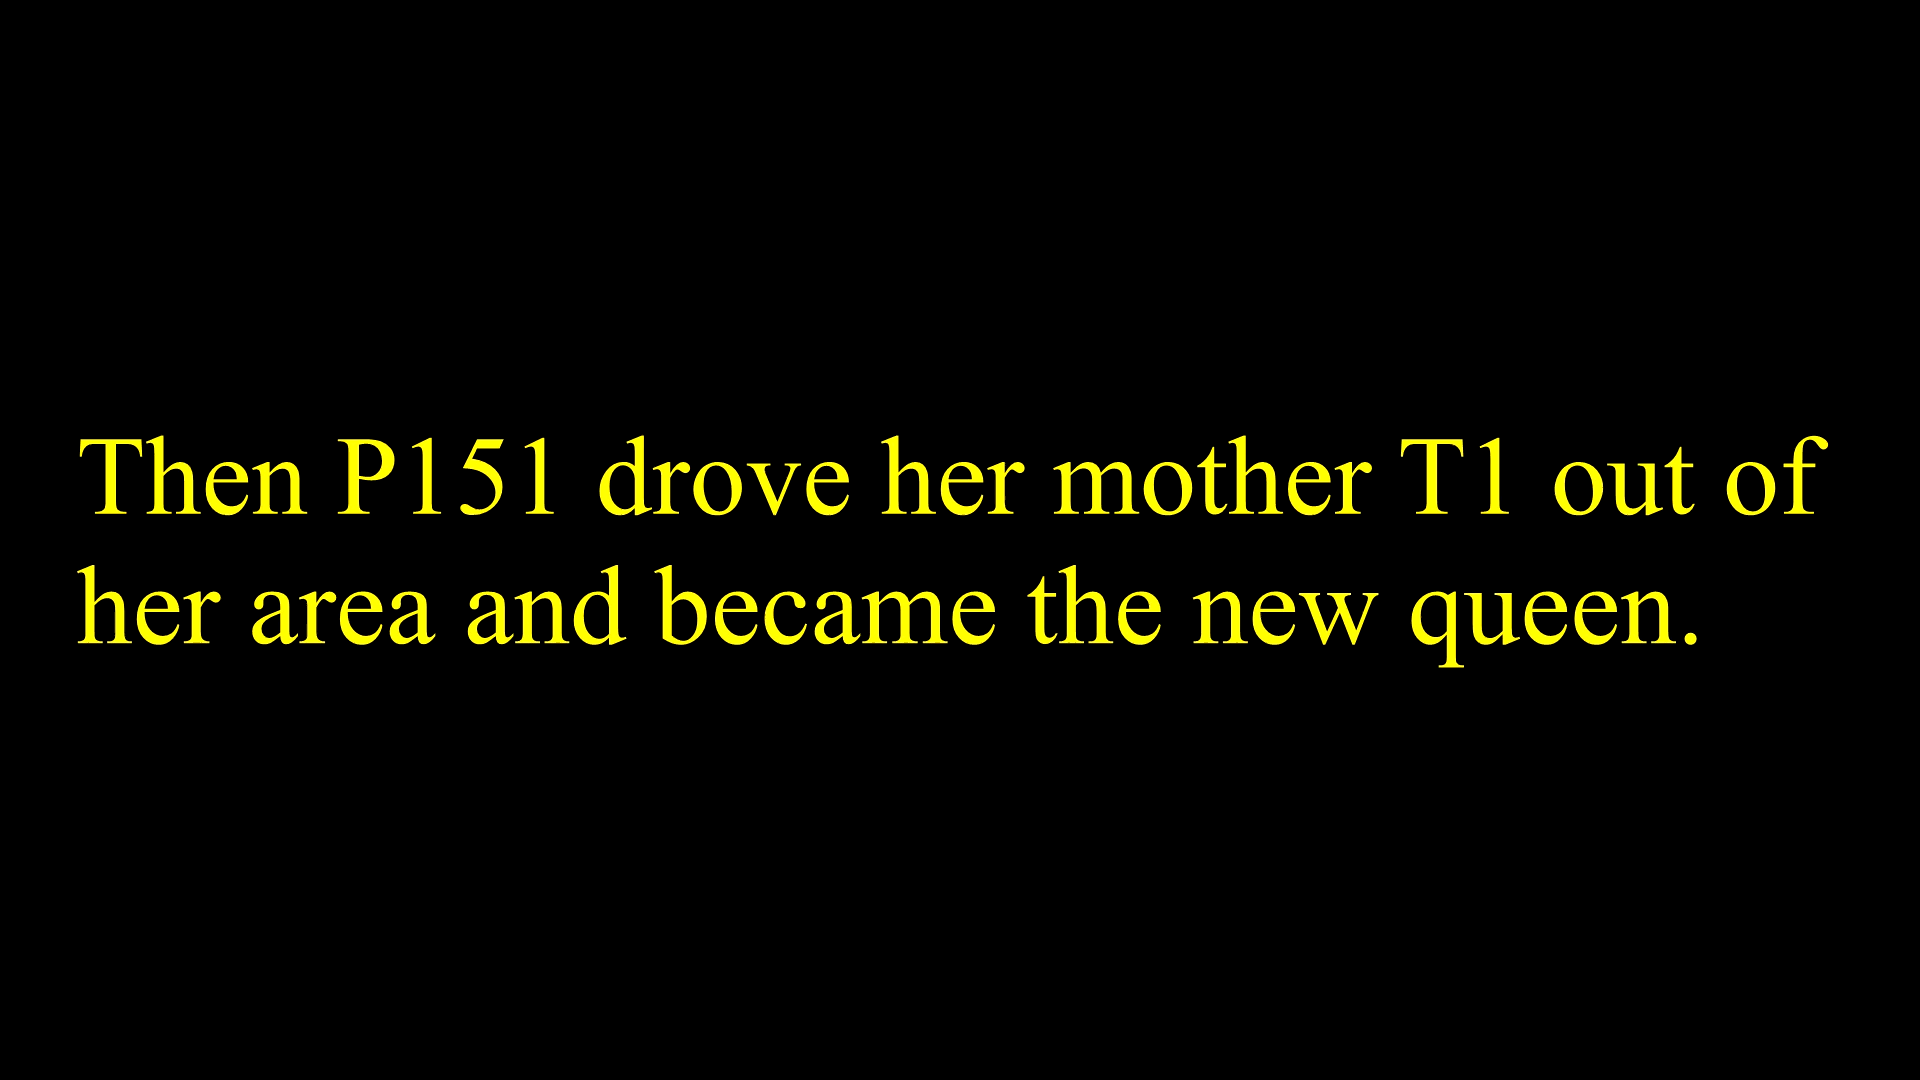 Then P151 drove her mother T1 out of
her area and became the new queen.